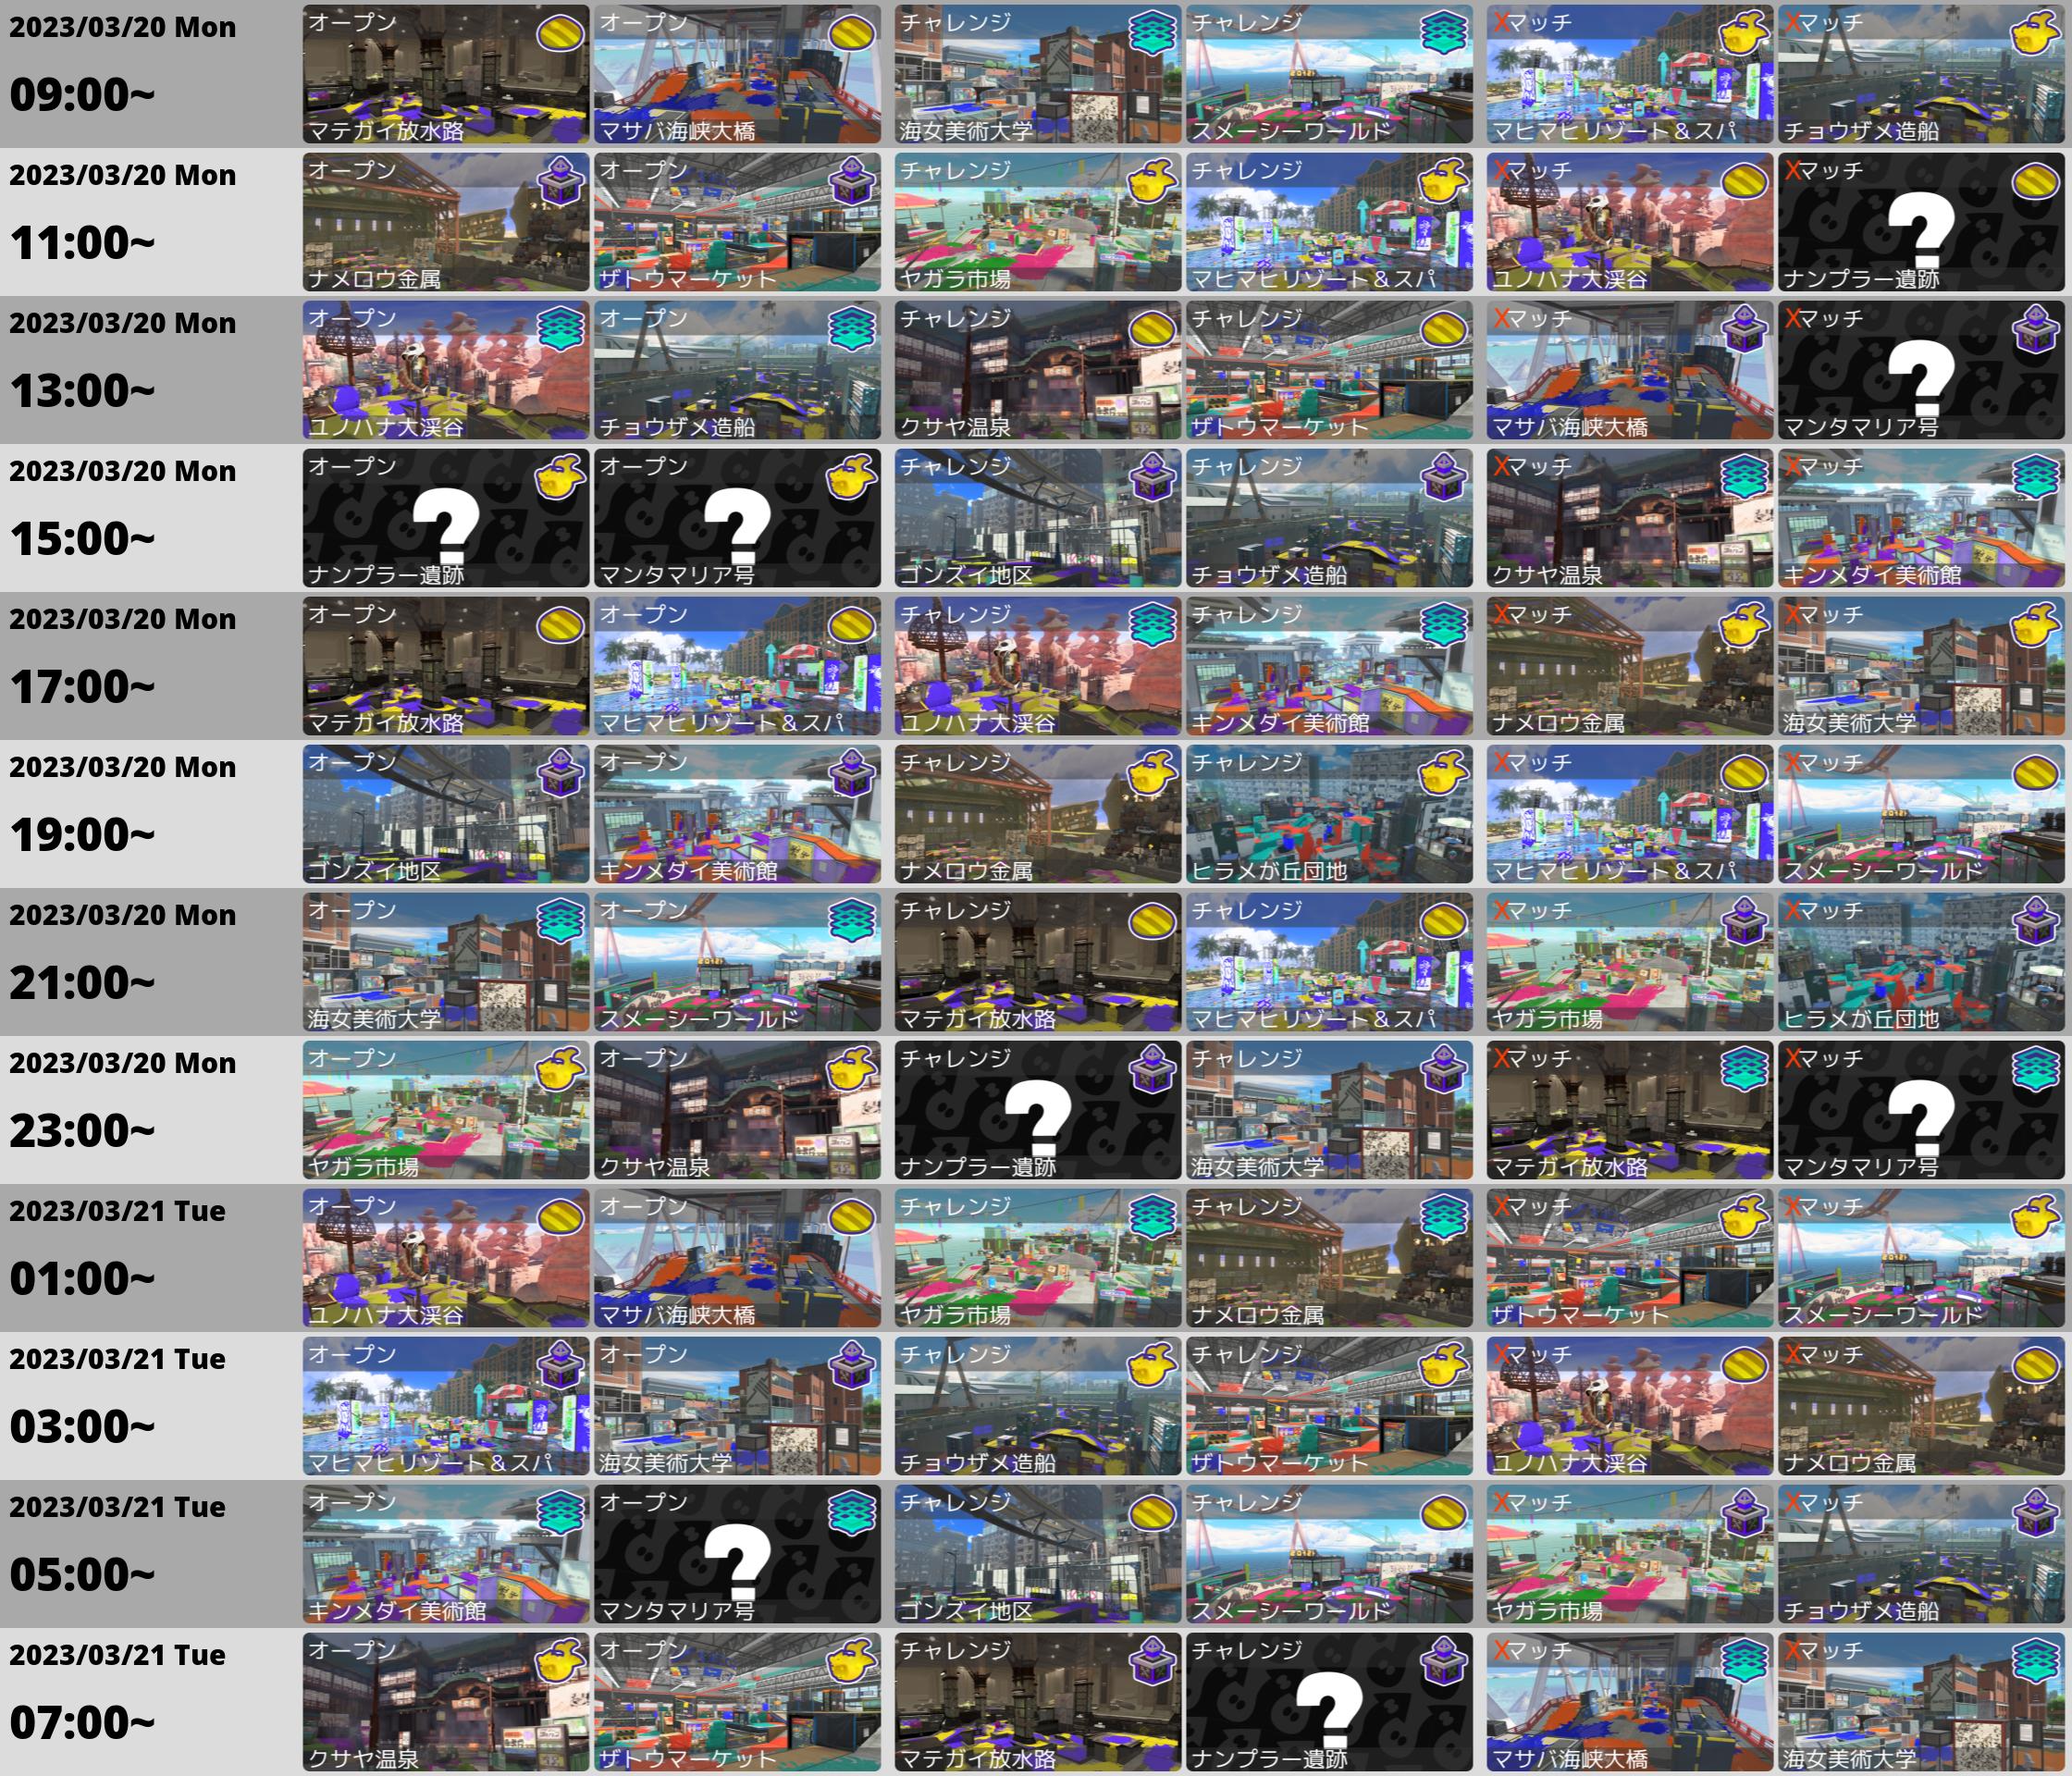 2023/03/20 Mon
09:00~
オープン
マテガイ放水路
オープン
マサバ海峡大橋
チャレンジ
海女美術大学
チャレンジ
スメーシーワールド
Xマッチ
マヒマヒリゾート＆スパ
Xマッチ
チョウザメ造船
2023/03/20 Mon
11:00~
オープン
ナメロウ金属
オープン
ザトウマーケット
チャレンジ
ヤガラ市場
チャレンジ
マヒマヒリゾート＆スパ
Xマッチ
ユノハナ大渓谷
Xマッチ
?
ナンプラー遺跡
2023/03/20 Mon
13:00~
オープン
ユノハナ大渓谷
オープン
チョウザメ造船
チャレンジ
クサヤ温泉
チャレンジ
ザトウマーケット
Xマッチ
マサバ海峡大橋
Xマッチ
?
マンタマリア号
2023/03/20 Mon
15:00~
オープン
?
ナンプラー遺跡
オープン
?
マンタマリア号
チャレンジ
ゴンズイ地区
チャレンジ
チョウザメ造船
Xマッチ
クサヤ温泉
Xマッチ
キンメダイ美術館
2023/03/20 Mon
17:00~
オープン
マテガイ放水路
オープン
マヒマヒリゾート＆スパ
チャレンジ
ユノハナ大渓谷
チャレンジ
キンメダイ美術館
Xマッチ
ナメロウ金属
Xマッチ
海女美術大学
2023/03/20 Mon
19:00~
オープン
ゴンズイ地区
オープン
キンメダイ美術館
チャレンジ
ナメロウ金属
チャレンジ
ヒラメが丘団地
Xマッチ
マヒマヒリゾート＆スパ
Xマッチ
スメーシーワールド
2023/03/20 Mon
21:00~
オープン
海女美術大学
オープン
スメーシーワールド
チャレンジ
マテガイ放水路
チャレンジ
マヒマヒリゾート＆スパ
Xマッチ
ヤガラ市場
Xマッチ
ヒラメが丘団地
2023/03/20 Mon
23:00~
オープン
ヤガラ市場
オープン
クサヤ温泉
チャレンジ
?
ナンプラー遺跡
チャレンジ
海女美術大学
Xマッチ
マテガイ放水路
Xマッチ
?
マンタマリア号
2023/03/21 Tue
01:00~
オープン
ユノハナ大渓谷
オープン
マサバ海峡大橋
チャレンジ
ヤガラ市場
チャレンジ
ナメロウ金属
Xマッチ
ザトウマーケット
Xマッチ
スメーシーワールド
2023/03/21 Tue
03:00~
オープン
マヒマヒリゾート＆スパ
オープン
海女美術大学
チャレンジ
チョウザメ造船
チャレンジ
ザトウマーケット
Xマッチ
ユノハナ大渓谷
Xマッチ
ナメロウ金属
2023/03/21 Tue
05:00~
オープン
キンメダイ美術館
オープン
?
マンタマリア号
チャレンジ
ゴンズイ地区
チャレンジ
スメーシーワールド
Xマッチ
ヤガラ市場
Xマッチ
チョウザメ造船
2023/03/21 Tue
07:00~
オープン
クサヤ温泉
オープン
ザトウマーケット
チャレンジ
マテガイ放水路
チャレンジ
?
ナンプラー遺跡
Xマッチ
マサバ海峡大橋
Xマッチ
海女美術大学